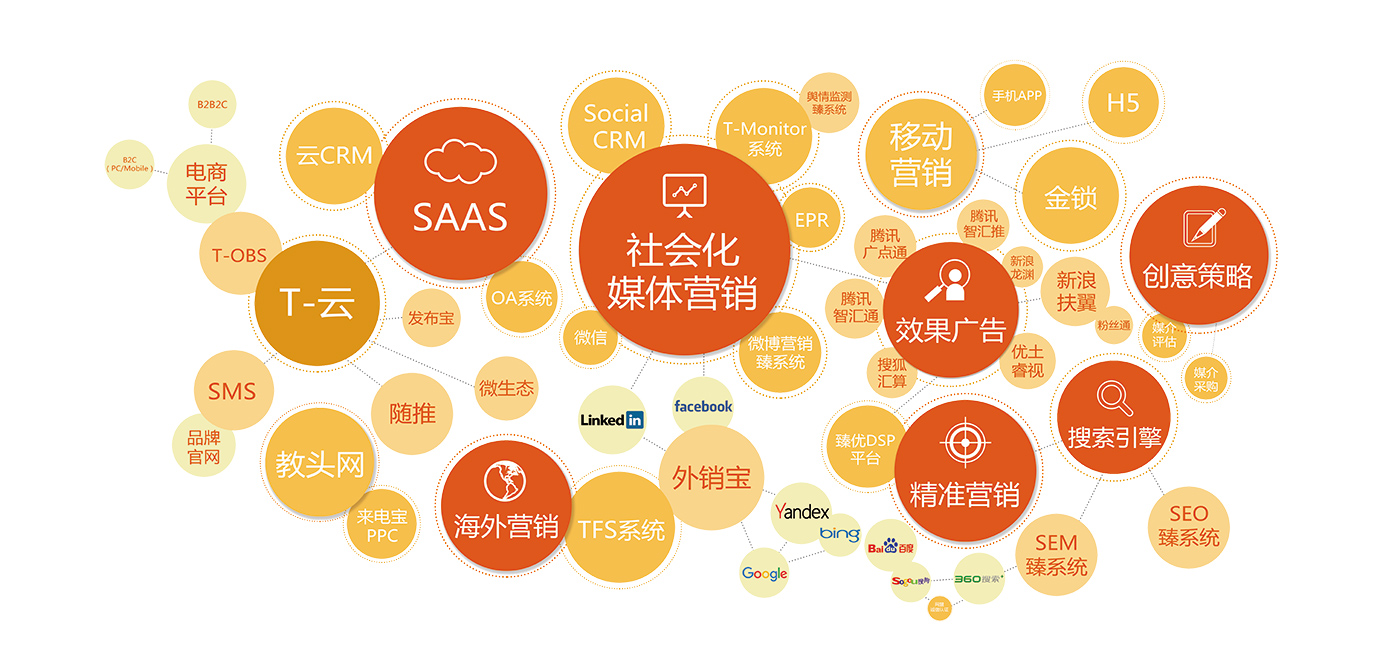 B2B2C
B2C
( PC/Mobile )
电商
平台
云CRM
SAAS
T-OBS
T-云
OA系统
发布宝
微生态
SMS
随推
品牌
官网
教头网
来电宝
PPC
Social
CRM
T-Monitor
系统
舆情监测
臻系统
社会化
媒体营销
EPR
微信
微博营销
臻系统
Linked in
facebook
海外营销
TFS系统
外销宝
Yandex
bing
Google
移动
营销
手机APP
H5
金锁
腾讯
广点通
腾讯
智汇推
新浪
龙渊
新浪
扶翼
粉丝通
腾讯
智汇通
效果广告
搜狐
汇算
优土
睿视
创意策略
媒介
评估
媒介
采购
臻优DSP
平台
精准营销
搜索引擎
SEO
臻系统
SEM
臻系统
Baidu百度
Sogou搜狗
360搜索+